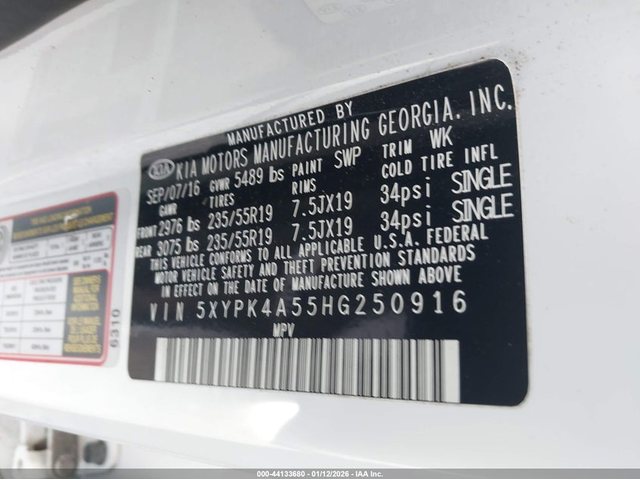 MANUFACTURED BY
KIA KIA MOTORS MANUFACTURING GEORGIA, INC.
SEP/07/16 GVWR 5489 lbs PAINT SWP TRIM WK
GAWR TIRES RIMS COLD TIRE INFL
FRONT 2976 lbs 235/55R19 7.5JX19 34psi SINGLE
REAR 3075 lbs 235/55R19 7.5JX19 34psi SINGLE
THIS VEHICLE CONFORMS TO ALL APPLICABLE U.S.A. FEDERAL
MOTOR VEHICLE SAFETY AND THEFT PREVENTION STANDARDS
IN EFFECT ON THE DATE OF MANUFACTURE SHOWN ABOVE.
VIN 5XYPK4A55HG250916
MPV
6310
000-44133680 - 01/12/2026 - IAA Inc.